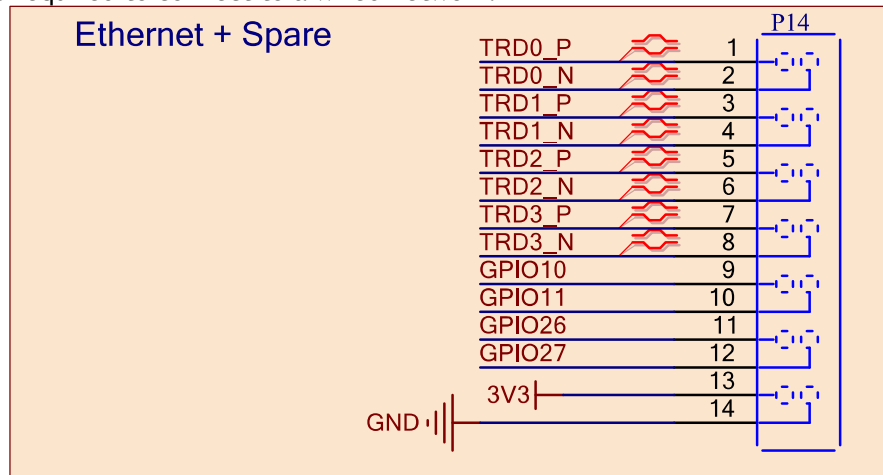 Ethernet + Spare
P14
TRD0_P 1
TRD0_N 2
TRD1_P 3
TRD1_N 4
TRD2_P 5
TRD2_N 6
TRD3_P 7
TRD3_N 8
GPIO10 9
GPIO11 10
GPIO26 11
GPIO27 12
3V3 13
GND 14